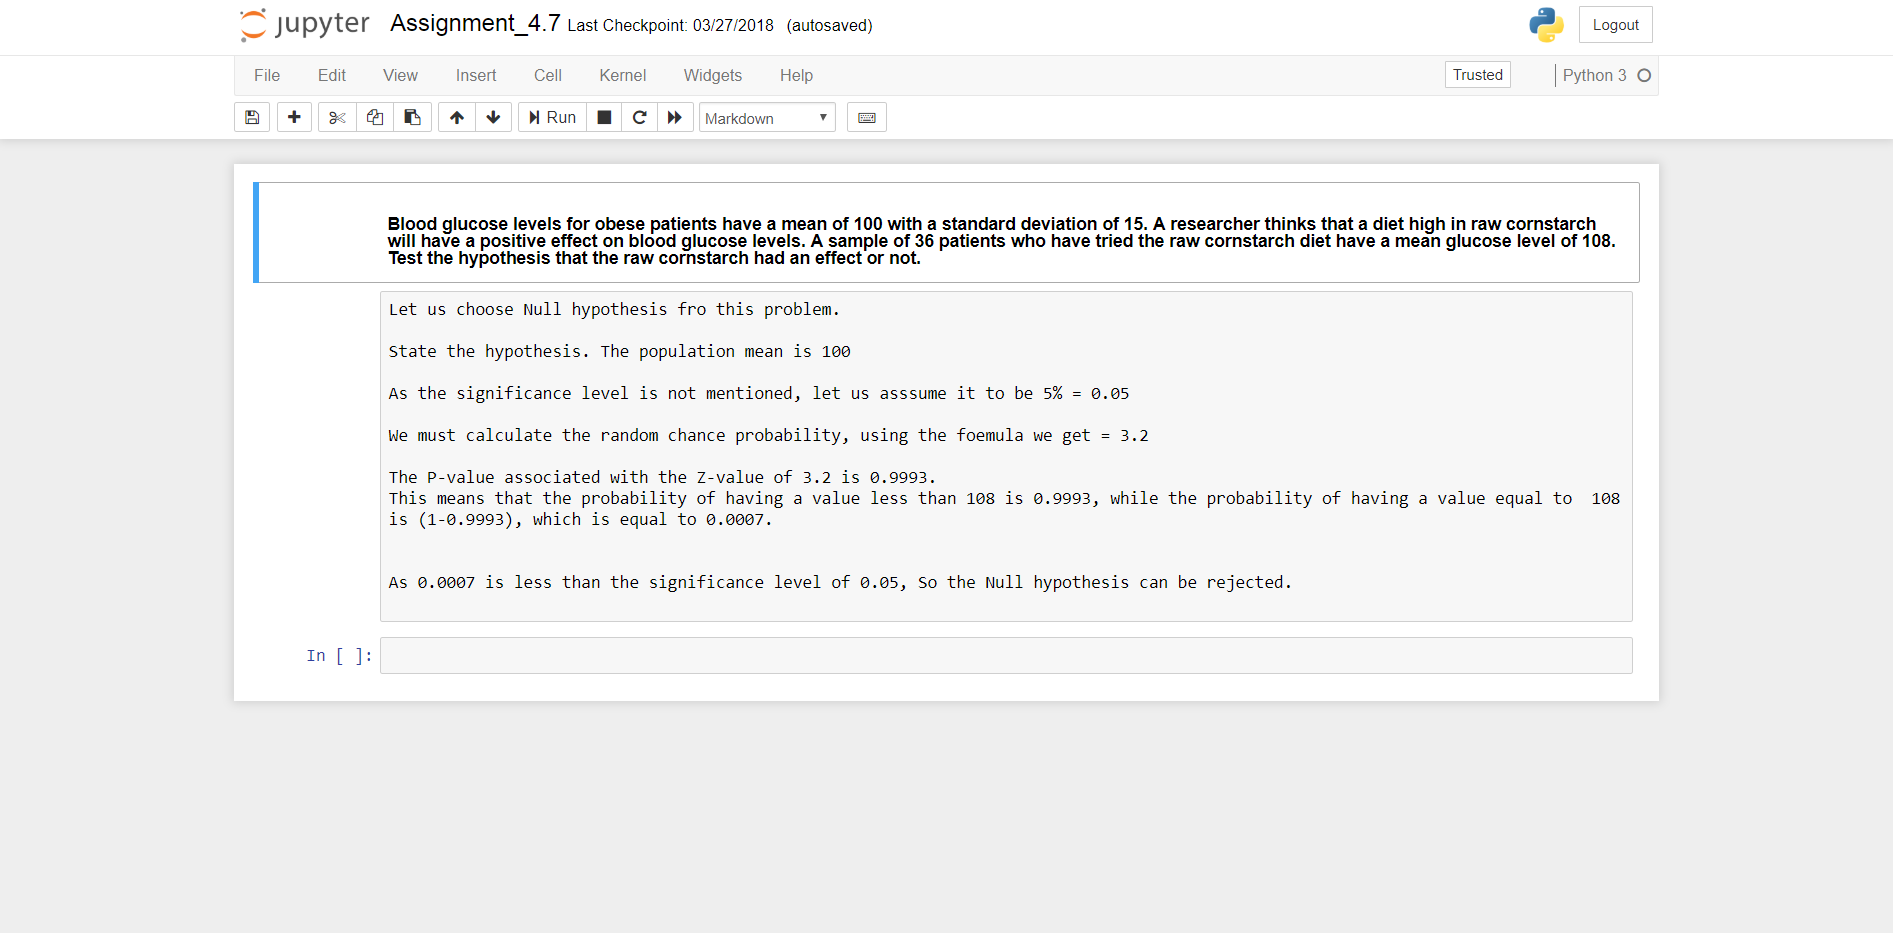 jupyter Assignment_4.7 Last Checkpoint: 03/27/2018 (autosaved) Logout
File Edit View Insert Cell Kernel Widgets Help Trusted Python 3
Run Markdown
Blood glucose levels for obese patients have a mean of 100 with a standard deviation of 15. A researcher thinks that a diet high in raw cornstarch
will have a positive effect on blood glucose levels. A sample of 36 patients who have tried the raw cornstarch diet have a mean glucose level of 108.
Test the hypothesis that the raw cornstarch had an effect or not.
Let us choose Null hypothesis fro this problem.
State the hypothesis. The population mean is 100
As the significance level is not mentioned, let us asssume it to be 5% = 0.05
We must calculate the random chance probability, using the foemula we get = 3.2
The P-value associated with the Z-value of 3.2 is 0.9993.
This means that the probability of having a value less than 108 is 0.9993, while the probability of having a value equal to  108
is (1-0.9993), which is equal to 0.0007.
As 0.0007 is less than the significance level of 0.05, So the Null hypothesis can be rejected.
In [ ]: